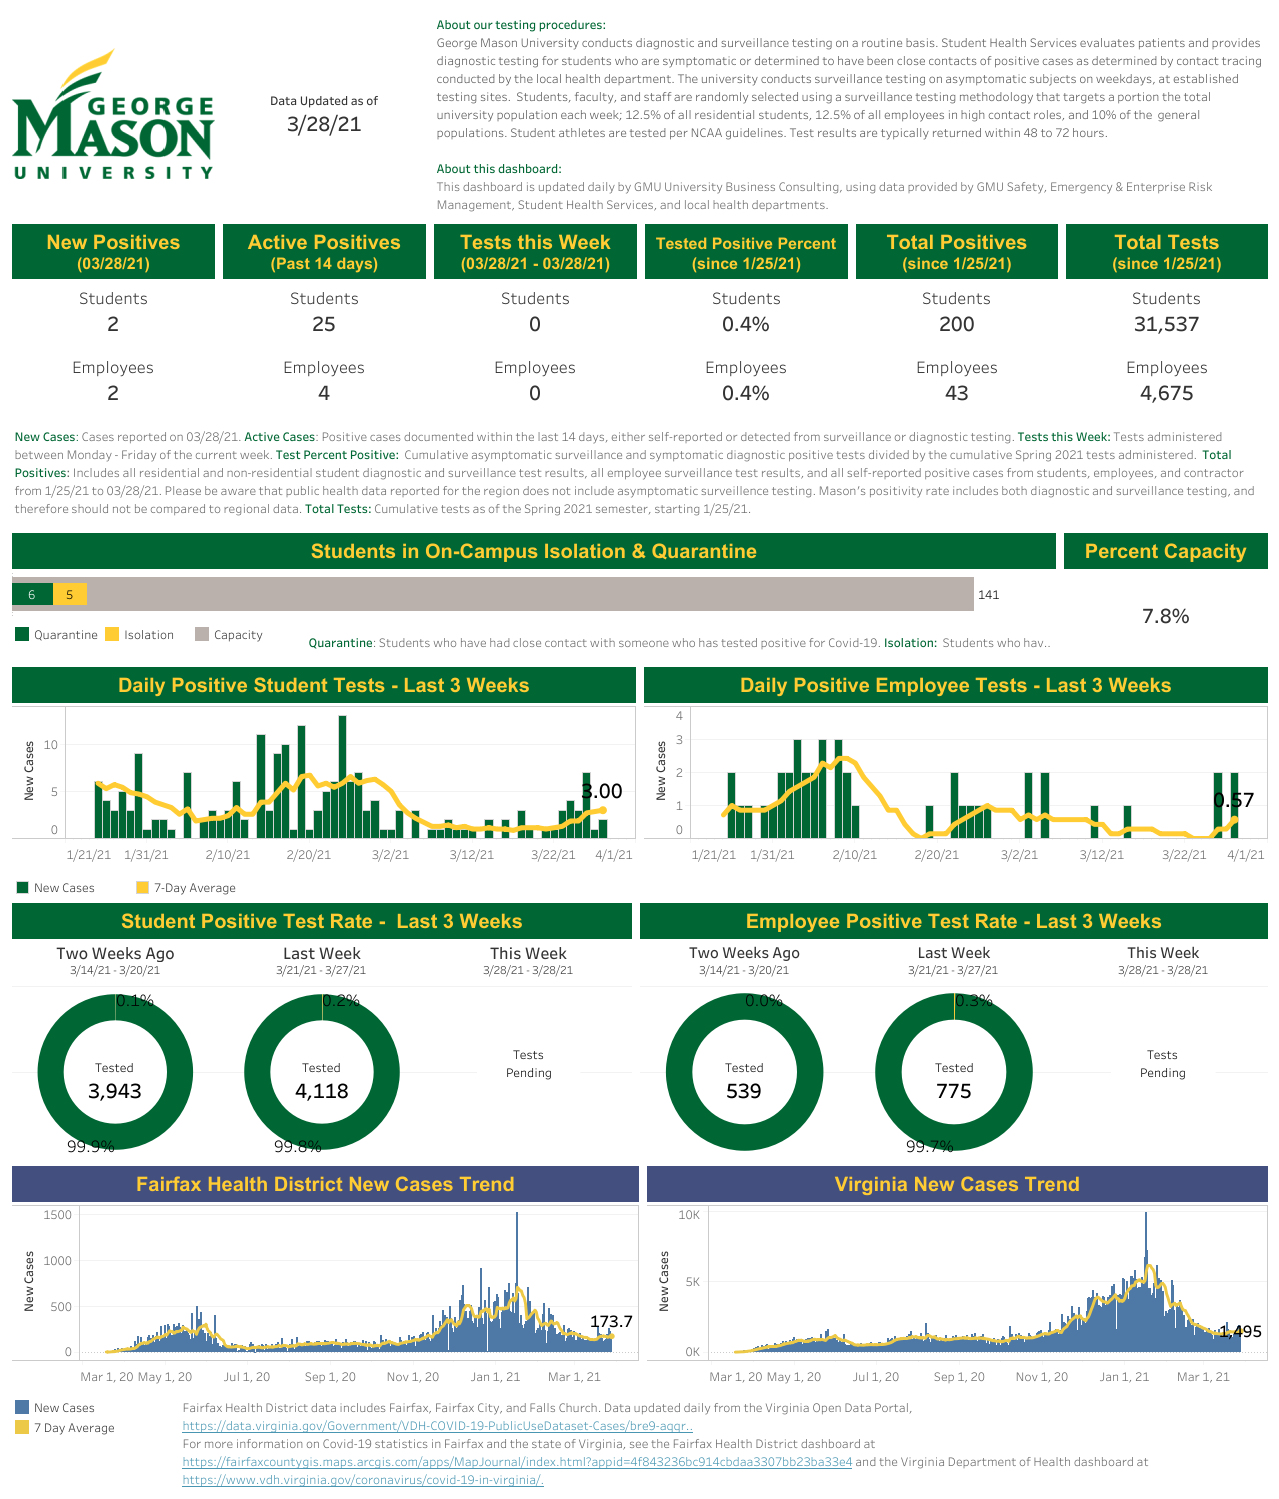 GEORGE
MASON
UNIVERSITY
Data Updated as of
3/28/21
About our testing procedures:
George Mason University conducts diagnostic and surveillance testing on a routine basis. Student Health Services evaluates patients and provides
diagnostic testing for students who are symptomatic or determined to have been close contacts of positive cases as determined by contact tracing
conducted by the local health department. The university conducts surveillance testing on asymptomatic subjects on weekdays, at established
testing sites.  Students, faculty, and staff are randomly selected using a surveillance testing methodology that targets a portion the total
university population each week; 12.5% of all residential students, 12.5% of all employees in high contact roles, and 10% of the  general
populations. Student athletes are tested per NCAA guidelines. Test results are typically returned within 48 to 72 hours.
About this dashboard:
This dashboard is updated daily by GMU University Business Consulting, using data provided by GMU Safety, Emergency & Enterprise Risk
Management, Student Health Services, and local health departments.
New Positives Active Positives Tests this Week Tested Positive Percent Total Positives Total Tests
(03/28/21) (Past 14 days) (03/28/21 - 03/28/21) (since 1/25/21) (since 1/25/21) (since 1/25/21)
Students Students Students Students Students Students
2 25 0 0.4% 200 31,537
Employees Employees Employees Employees Employees Employees
2 4 0 0.4% 43 4,675
New Cases: Cases reported on 03/28/21. Active Cases: Positive cases documented within the last 14 days, either self-reported or detected from surveillance or diagnostic testing. Tests this Week: Tests administered
between Monday - Friday of the current week. Test Percent Positive:  Cumulative asymptomatic surveillance and symptomatic diagnostic positive tests divided by the cumulative Spring 2021 tests administered.  Total
Positives: Includes all residential and non-residential student diagnostic and surveillance test results, all employee surveillance test results, and all self-reported positive cases from students, employees, and contractor
from 1/25/21 to 03/28/21. Please be aware that public health data reported for the region does not include asymptomatic surveillence testing. Mason's positivity rate includes both diagnostic and surveillance testing, and
therefore should not be compared to regional data. Total Tests: Cumulative tests as of the Spring 2021 semester, starting 1/25/21.
Students in On-Campus Isolation & Quarantine Percent Capacity
6 5 141
7.8%
Quarantine Isolation Capacity
Quarantine: Students who have had close contact with someone who has tested positive for Covid-19. Isolation:  Students who hav..
Daily Positive Student Tests - Last 3 Weeks
New Cases
10
5
0
3.00
1/21/21 1/31/21 2/10/21 2/20/21 3/2/21 3/12/21 3/22/21 4/1/21
Daily Positive Employee Tests - Last 3 Weeks
New Cases
4
3
2
1
0
0.57
1/21/21 1/31/21 2/10/21 2/20/21 3/2/21 3/12/21 3/22/21 4/1/21
New Cases 7-Day Average
Student Positive Test Rate -  Last 3 Weeks
Two Weeks Ago Last Week This Week
3/14/21 - 3/20/21 3/21/21 - 3/27/21 3/28/21 - 3/28/21
0.1% 0.2%
Tested Tested Tests
3,943 4,118 Pending
99.9% 99.8%
Employee Positive Test Rate - Last 3 Weeks
Two Weeks Ago Last Week This Week
3/14/21 - 3/20/21 3/21/21 - 3/27/21 3/28/21 - 3/28/21
0.0% 0.3%
Tested Tested Tests
539 775 Pending
99.7%
Fairfax Health District New Cases Trend
New Cases
1500
1000
500
0
173.7
Mar 1, 20 May 1, 20 Jul 1, 20 Sep 1, 20 Nov 1, 20 Jan 1, 21 Mar 1, 21
Virginia New Cases Trend
New Cases
10K
5K
0K
1,495
Mar 1, 20 May 1, 20 Jul 1, 20 Sep 1, 20 Nov 1, 20 Jan 1, 21 Mar 1, 21
New Cases
7 Day Average
Fairfax Health District data includes Fairfax, Fairfax City, and Falls Church. Data updated daily from the Virginia Open Data Portal,
https://data.virginia.gov/Government/VDH-COVID-19-PublicUseDataset-Cases/bre9-aqqr..
For more information on Covid-19 statistics in Fairfax and the state of Virginia, see the Fairfax Health District dashboard at
https://fairfaxcountygis.maps.arcgis.com/apps/MapJournal/index.html?appid=4f843236bc914cbdaa3307bb23ba33e4 and the Virginia Department of Health dashboard at
https://www.vdh.virginia.gov/coronavirus/covid-19-in-virginia/.